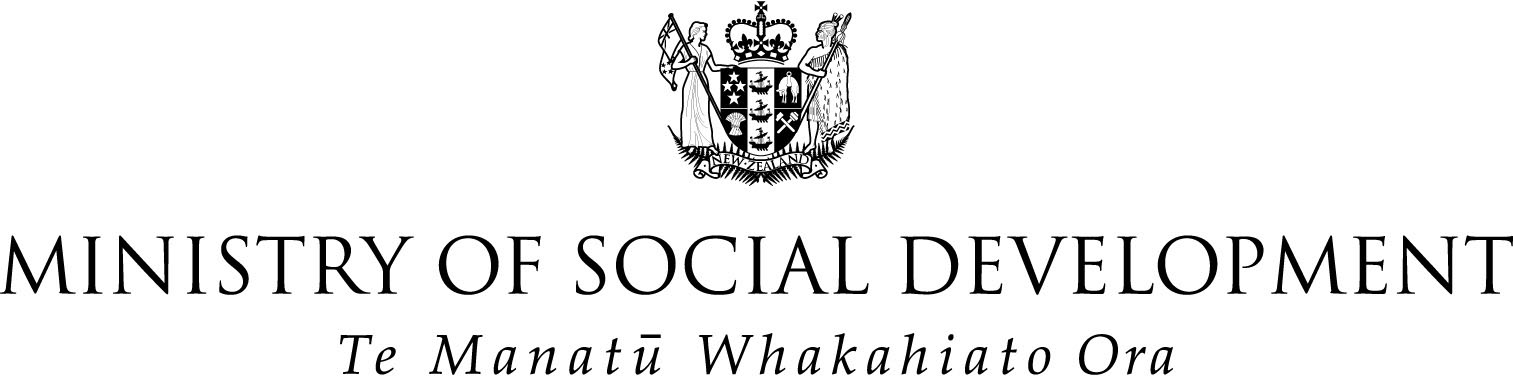 NEW ZEALAND
MINISTRY OF SOCIAL DEVELOPMENT
Te Manatū Whakahiato Ora